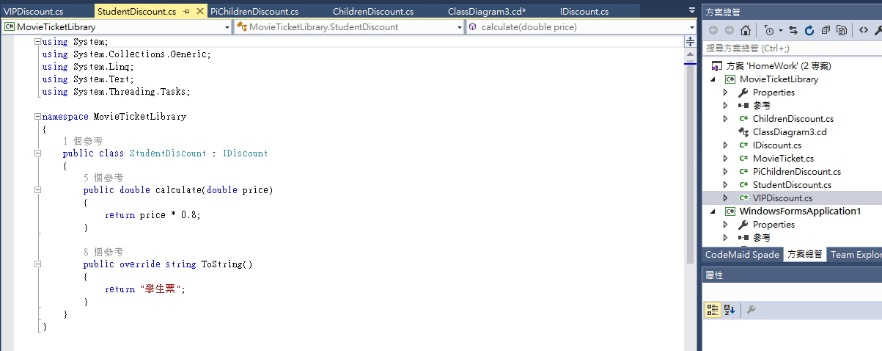 VIPDiscount.cs StudentDiscount.cs PiChildrenDiscount.cs ChildrenDiscount.cs ClassDiagram3.cd* IDiscount.cs
MovieTicketLibrary MovieTicketLibrary.StudentDiscount calculate(double price)
using System;
using System.Collections.Generic;
using System.Linq;
using System.Text;
using System.Threading.Tasks;
namespace MovieTicketLibrary
{
1 個參考
public class StudentDiscount : IDiscount
{
5 個參考
public double calculate(double price)
{
return price * 0.8;
}
8 個參考
public override string ToString()
{
return "學生票";
}
}
}
方案總管
搜尋方案總管 (Ctrl+;)
方案 'HomeWork' (2 專案)
MovieTicketLibrary
Properties
參考
ChildrenDiscount.cs
ClassDiagram3.cd
IDiscount.cs
MovieTicket.cs
PiChildrenDiscount.cs
StudentDiscount.cs
VIPDiscount.cs
WindowsFormsApplication1
Properties
參考
CodeMaid Spade 方案總管 Team Explor
屬性